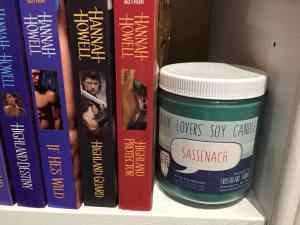 HANNAH HOWELL
HIGHLAND DESTINY
HANNAH HOWELL
IF HE'S WILD
HANNAH HOWELL
HIGHLAND GUARD
AUTHOR
HANNAH HOWELL
HIGHLAND PROTECTOR
LOVERS' SOY CANDLE
SASSENACH